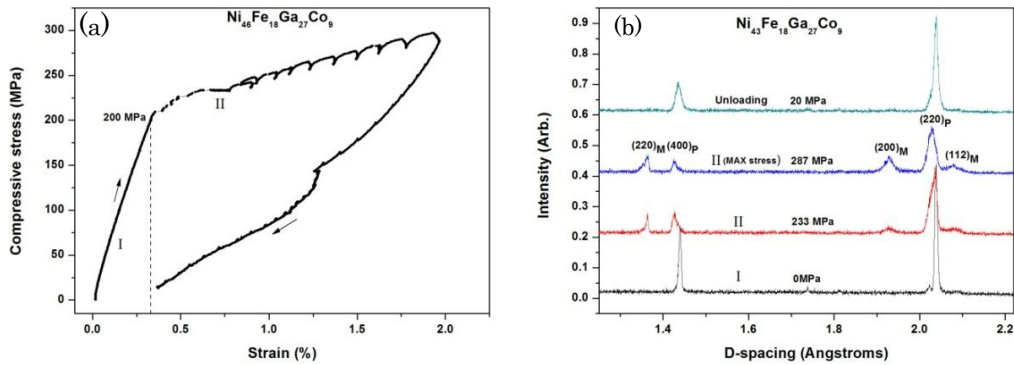 (a)
Ni46Fe18Ga27Co9
Compressive stress (MPa)
300
250
200
150
100
50
0
200 MPa
II
I
0.0 0.5 1.0 1.5 2.0
Strain (%)
(b)
Ni43Fe18Ga27Co9
Intensity (Arb.)
0.9
0.8
0.7
0.6
0.5
0.4
0.3
0.2
0.1
0.0
Unloading 20 MPa
(220)P
(220)M (400)P
(200)M
(112)M
II (MAX stress) 287 MPa
II 233 MPa
I 0MPa
1.4 1.6 1.8 2.0 2.2
D-spacing (Angstroms)